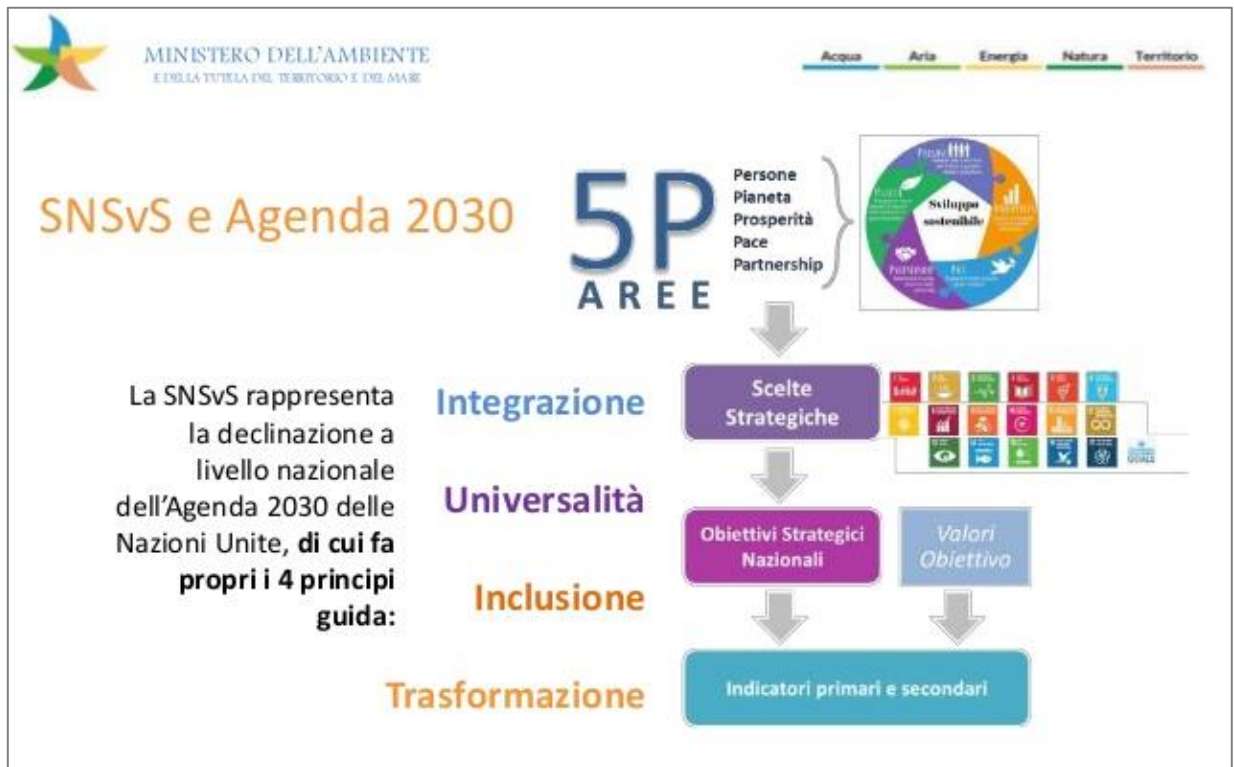 MINISTERO DELL'AMBIENTE
E DELLA TUTELA DEL TERRITORIO E DEL MARE
Acqua Aria Energia Natura Territorio
SNSvS e Agenda 2030
5P
AREE
Persone
Pianeta
Prosperità
Pace
Partnership
Sviluppo
sostenibile
La SNSvS rappresenta
la declinazione a
livello nazionale
dell'Agenda 2030 delle
Nazioni Unite, di cui fa
propri i 4 principi
guida:
Integrazione
Universalità
Inclusione
Trasformazione
Scelte
Strategiche
Obiettivi Strategici
Nazionali
Valori
Obiettivo
Indicatori primari e secondari